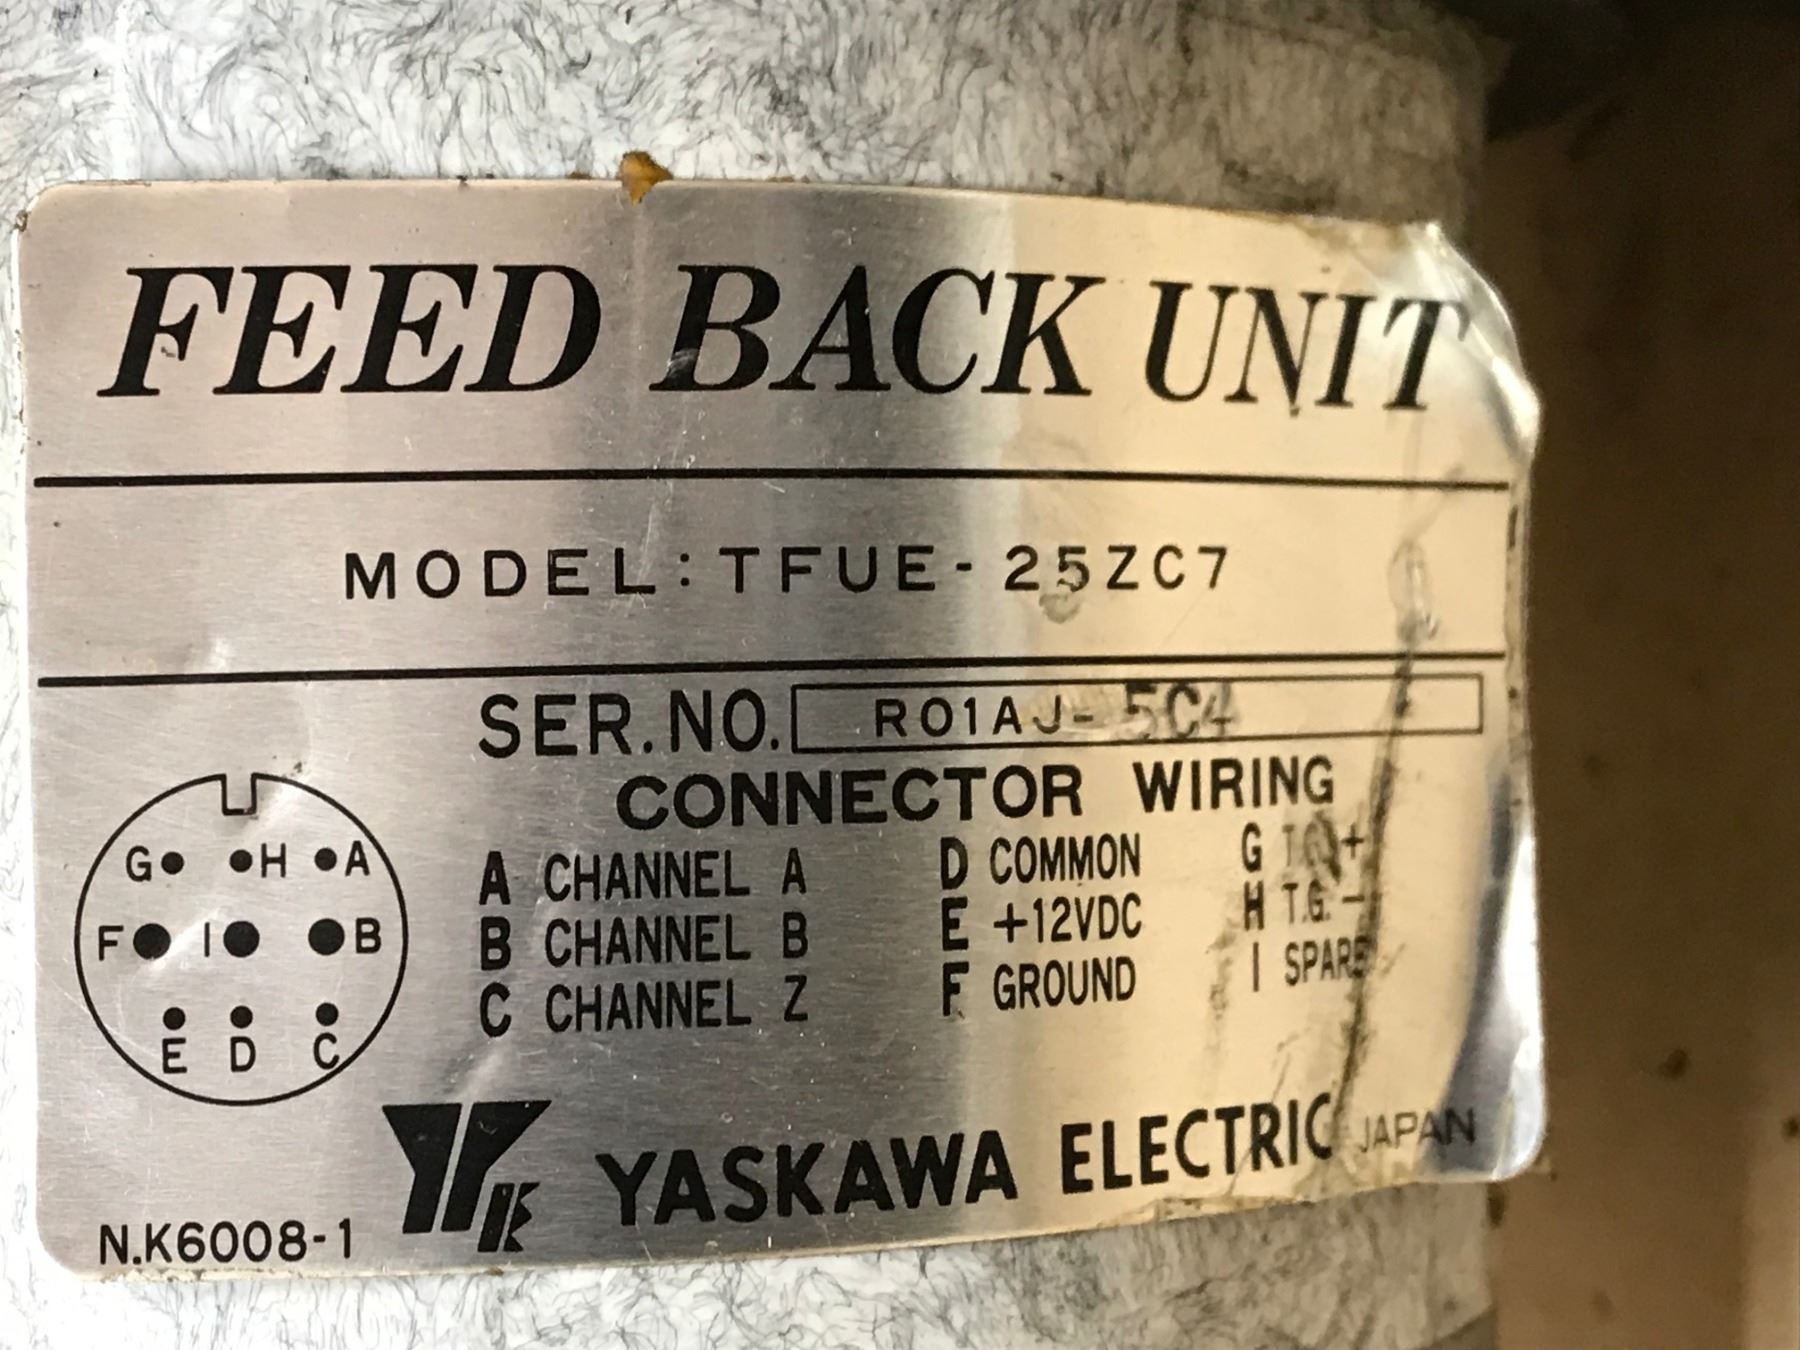 FEED BACK UNIT
MODEL: TFUE-25ZC7
SER.NO. R01AJ-5C4
CONNECTOR WIRING
A CHANNEL A D COMMON G T.G. +
B CHANNEL B E +12VDC H T.G. -
C CHANNEL Z F GROUND I SPARE
G H A
F I B
E D C
YE YASKAWA ELECTRIC JAPAN
N.K6008-1